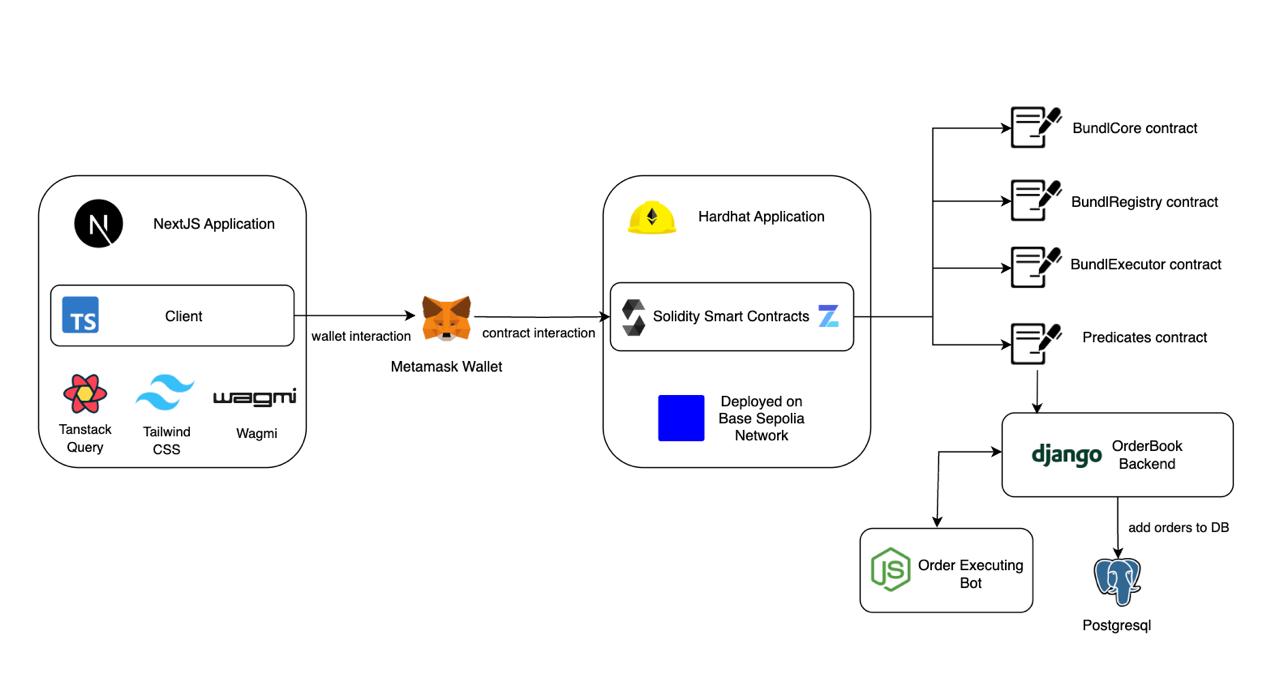 NextJS Application
TS
Client
Tanstack
Query
Tailwind
CSS
wagmi
Wagmi
wallet interaction
Metamask Wallet
contract interaction
Hardhat Application
Solidity Smart Contracts
Deployed on
Base Sepolia
Network
BundlCore contract
BundlRegistry contract
BundlExecutor contract
Predicates contract
django
OrderBook
Backend
add orders to DB
JS
Order Executing
Bot
Postgresql